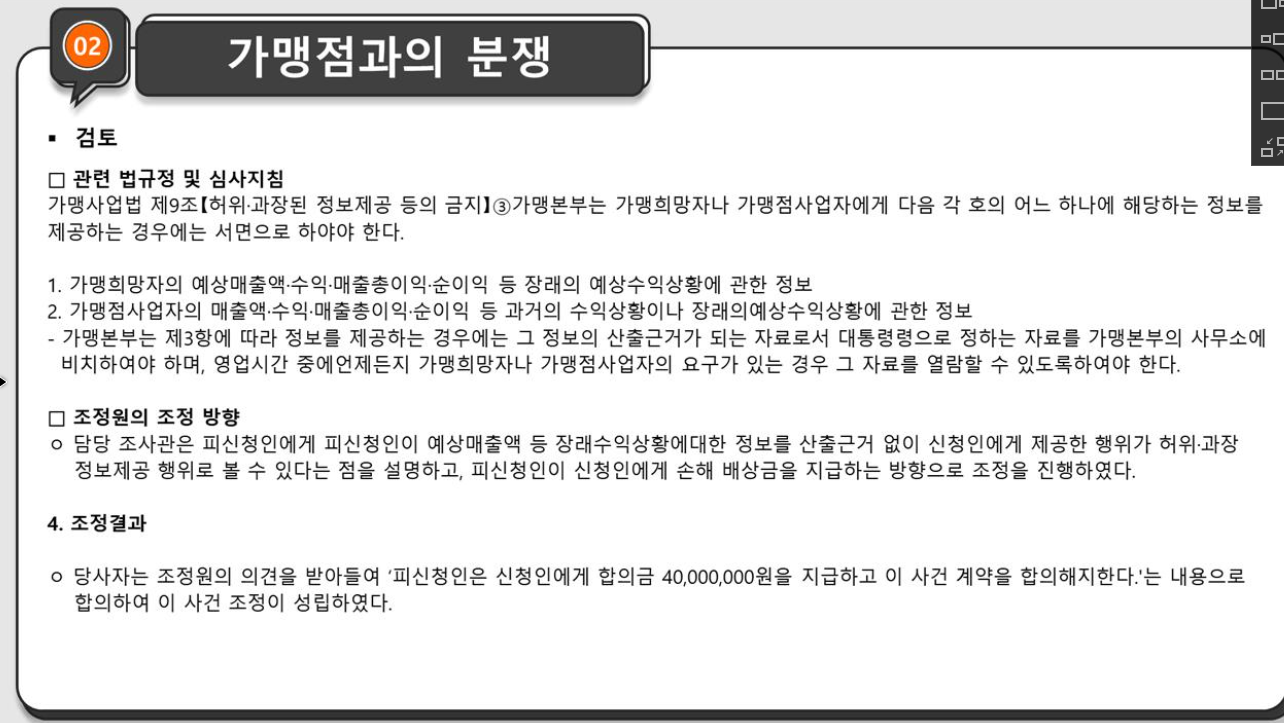 02
가맹점과의 분쟁
▪ 검토
□ 관련 법규정 및 심사지침
가맹사업법 제9조【허위·과장된 정보제공 등의 금지】③가맹본부는 가맹희망자나 가맹점사업자에게 다음 각 호의 어느 하나에 해당하는 정보를
제공하는 경우에는 서면으로 하야야 한다.
1. 가맹희망자의 예상매출액·수익·매출총이익·순이익 등 장래의 예상수익상황에 관한 정보
2. 가맹점사업자의 매출액·수익·매출총이익·순이익 등 과거의 수익상황이나 장래의예상수익상황에 관한 정보
- 가맹본부는 제3항에 따라 정보를 제공하는 경우에는 그 정보의 산출근거가 되는 자료로서 대통령령으로 정하는 자료를 가맹본부의 사무소에
비치하여야 하며, 영업시간 중에언제든지 가맹희망자나 가맹점사업자의 요구가 있는 경우 그 자료를 열람할 수 있도록하여야 한다.
□ 조정원의 조정 방향
ㅇ 담당 조사관은 피신청인에게 피신청인이 예상매출액 등 장래수익상황에대한 정보를 산출근거 없이 신청인에게 제공한 행위가 허위·과장
정보제공 행위로 볼 수 있다는 점을 설명하고, 피신청인이 신청인에게 손해 배상금을 지급하는 방향으로 조정을 진행하였다.
4. 조정결과
ㅇ 당사자는 조정원의 의견을 받아들여 ‘피신청인은 신청인에게 합의금 40,000,000원을 지급하고 이 사건 계약을 합의해지한다.'는 내용으로
합의하여 이 사건 조정이 성립하였다.